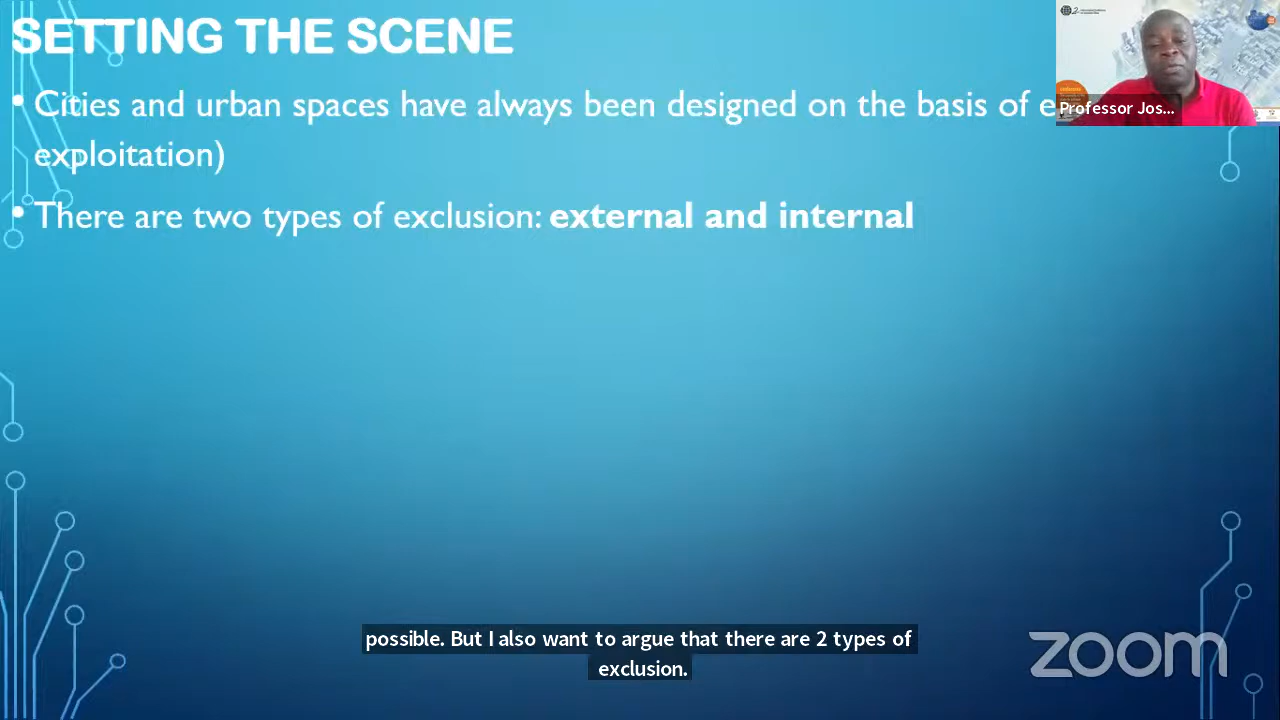 SETTING THE SCENE
• Cities and urban spaces have always been designed on the basis of e
exploitation)
• There are two types of exclusion: external and internal
Professor Jos...
possible. But I also want to argue that there are 2 types of
exclusion.
zoom